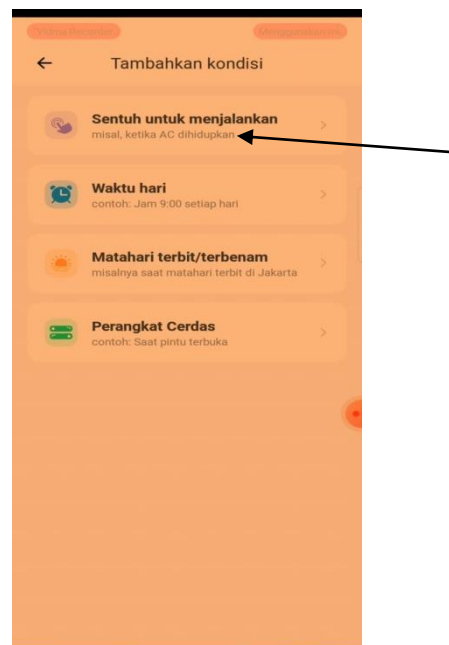 Tambahkan kondisi
Sentuh untuk menjalankan
misal, ketika AC dihidupkan
Waktu hari
contoh: Jam 9:00 setiap hari
Matahari terbit/terbenam
misalnya saat matahari terbit di Jakarta
Perangkat Cerdas
contoh: Saat pintu terbuka